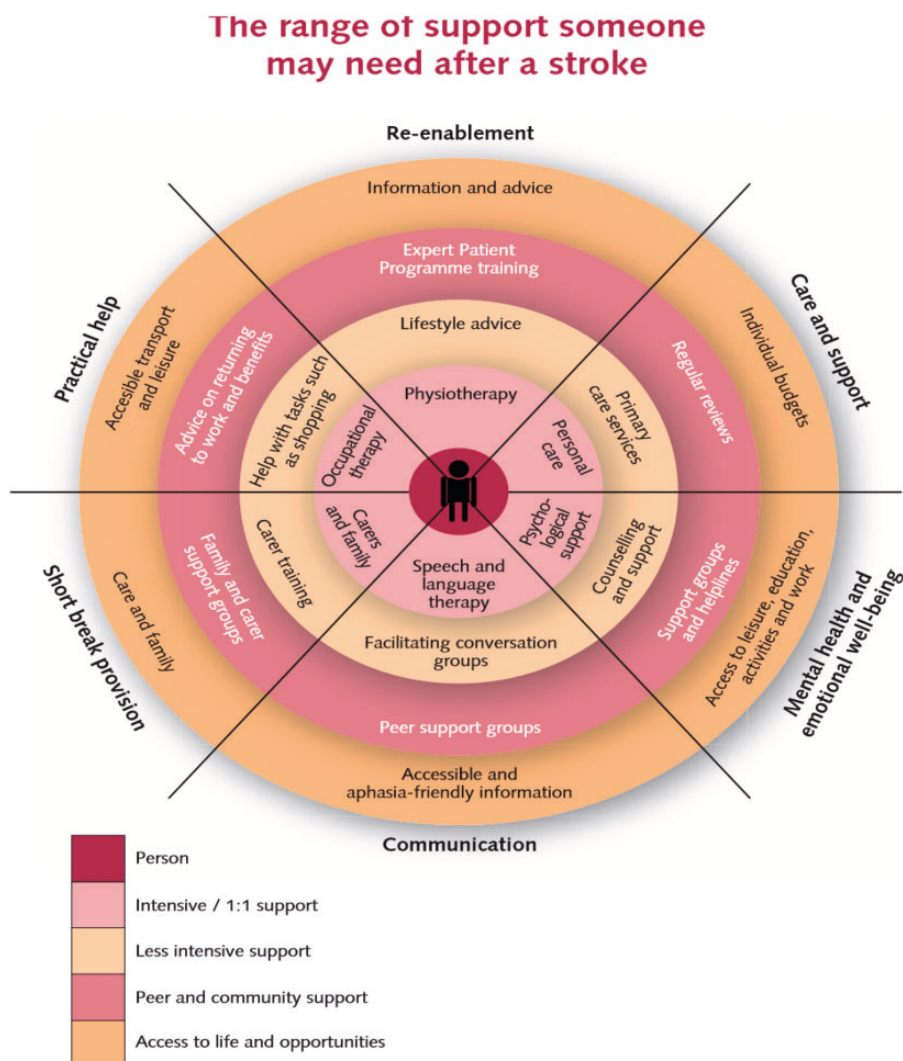 The range of support someone
may need after a stroke
Re-enablement
Information and advice
Expert Patient
Programme training
Lifestyle advice
Physiotherapy
Care and support
Individual budgets
Regular reviews
Primary
care services
Personal
care
Mental health and
emotional well-being
Access to leisure, education,
activities and work
Support groups
and helplines
Counselling
and support
Psycho-
logical
support
Communication
Accessible and
aphasia-friendly information
Peer support groups
Facilitating conversation
groups
Speech and
language
therapy
Short break provision
Care and family
Family and carer
support groups
Carer training
Carers
and family
Practical help
Accesible transport
and leisure
Advice on returning
to work and benefits
Help with tasks such
as shopping
Occupational
therapy
Person
Intensive / 1:1 support
Less intensive support
Peer and community support
Access to life and opportunities